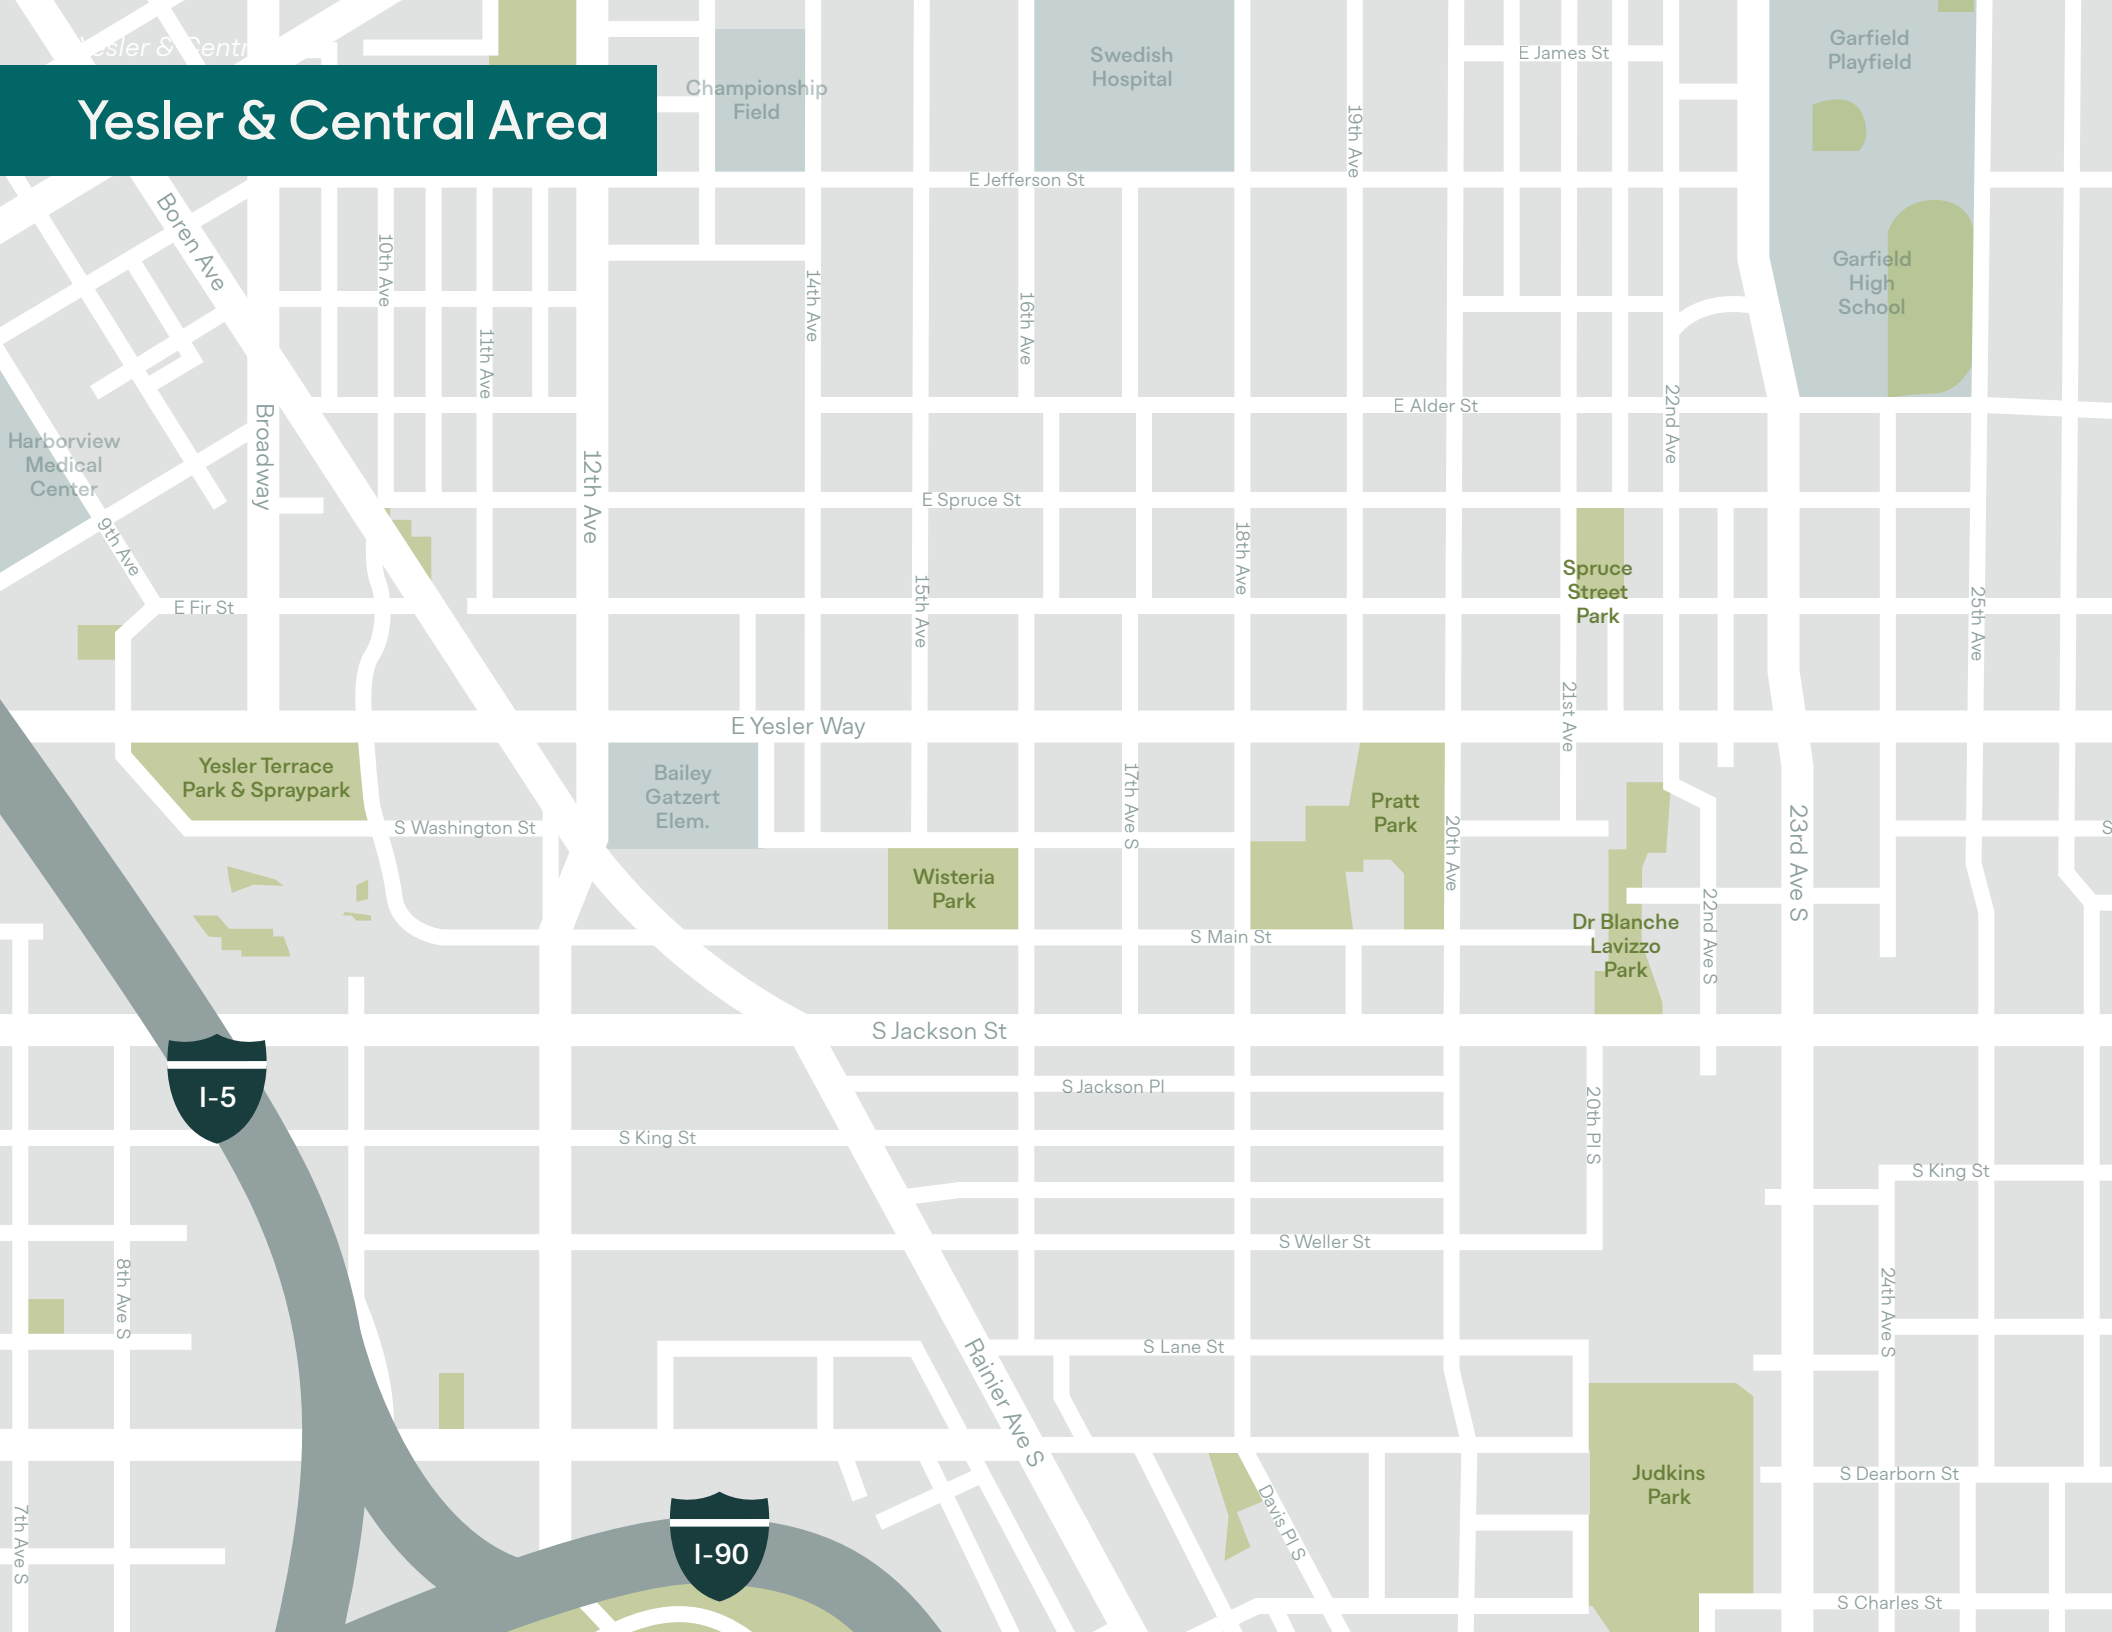 Yesler & Central Area
Championship
Field
Swedish
Hospital
E James St
Garfield
Playfield
19th Ave
E Jefferson St
Boren Ave
10th Ave
14th Ave
16th Ave
11th Ave
Garfield
High
School
Broadway
E Alder St
22nd Ave
Harborview
Medical
Center
12th Ave
E Spruce St
9th Ave
18th Ave
15th Ave
Spruce
Street
Park
25th Ave
E Fir St
21st Ave
E Yesler Way
Yesler Terrace
Park & Spraypark
Bailey
Gatzert
Elem.
17th Ave S
Pratt
Park
20th Ave
23rd Ave S
S Washington St
S
Wisteria
Park
22nd Ave S
Dr Blanche
Lavizzo
Park
S Main St
S Jackson St
I-5
S Jackson Pl
20th Pl S
S King St
S King St
S Weller St
8th Ave S
24th Ave S
S Lane St
Rainier Ave S
Judkins
Park
S Dearborn St
Davis Pl S
7th Ave S
I-90
S Charles St